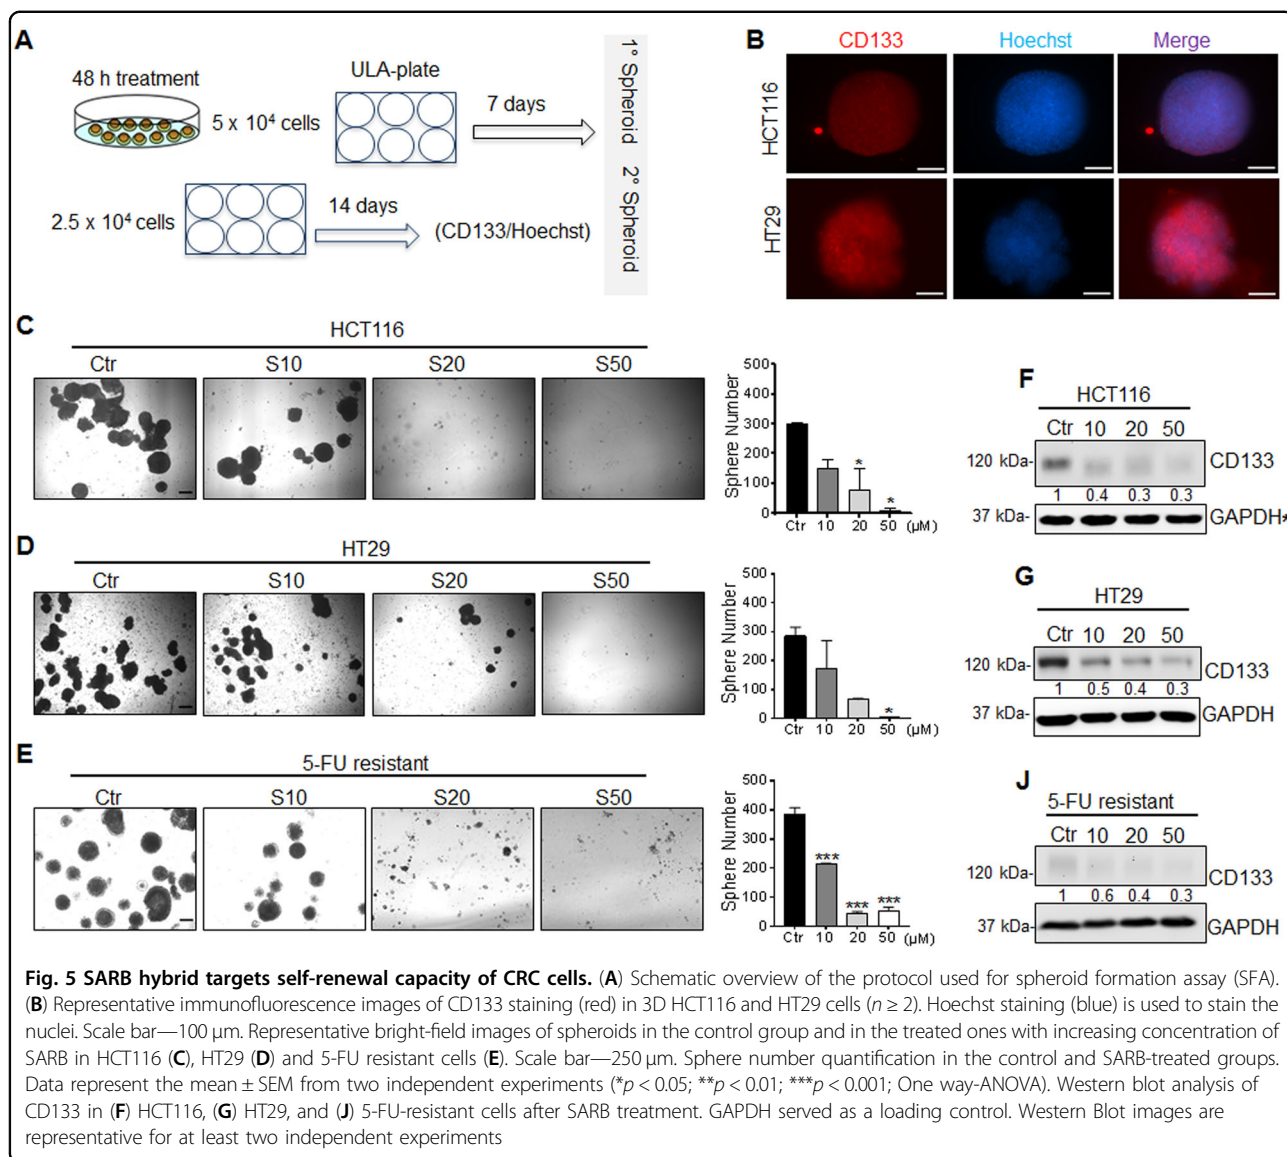 A
48 h treatment
5 x 10⁴ cells
ULA-plate
7 days
1° Spheroid
2° Spheroid
2.5 x 10⁴ cells
14 days
(CD133/Hoechst)
B
CD133 Hoechst Merge
HCT116
HT29
C
HCT116
Ctr S10 S20 S50
Sphere Number
500
400
300
200
100
0
* *
Ctr 10 20 50 (µM)
D
HT29
Ctr S10 S20 S50
Sphere Number
500
400
300
200
100
0
*
Ctr 10 20 50 (µM)
E
5-FU resistant
Ctr S10 S20 S50
Sphere Number
500
400
300
200
100
0
*** *** ***
Ctr 10 20 50 (µM)
F
HCT116
Ctr 10 20 50
120 kDa- CD133
1 0.4 0.3 0.3
37 kDa- GAPDH*
G
HT29
Ctr 10 20 50
120 kDa- CD133
1 0.5 0.4 0.3
37 kDa- GAPDH
J
5-FU resistant
Ctr 10 20 50
120 kDa- CD133
1 0.6 0.4 0.3
37 kDa- GAPDH
Fig. 5 SARB hybrid targets self-renewal capacity of CRC cells. (A) Schematic overview of the protocol used for spheroid formation assay (SFA).
(B) Representative immunofluorescence images of CD133 staining (red) in 3D HCT116 and HT29 cells (n ≥ 2). Hoechst staining (blue) is used to stain the
nuclei. Scale bar—100 µm. Representative bright-field images of spheroids in the control group and in the treated ones with increasing concentration of
SARB in HCT116 (C), HT29 (D) and 5-FU resistant cells (E). Scale bar—250 µm. Sphere number quantification in the control and SARB-treated groups.
Data represent the mean ± SEM from two independent experiments (*p < 0.05; **p < 0.01; ***p < 0.001; One way-ANOVA). Western blot analysis of
CD133 in (F) HCT116, (G) HT29, and (J) 5-FU-resistant cells after SARB treatment. GAPDH served as a loading control. Western Blot images are
representative for at least two independent experiments